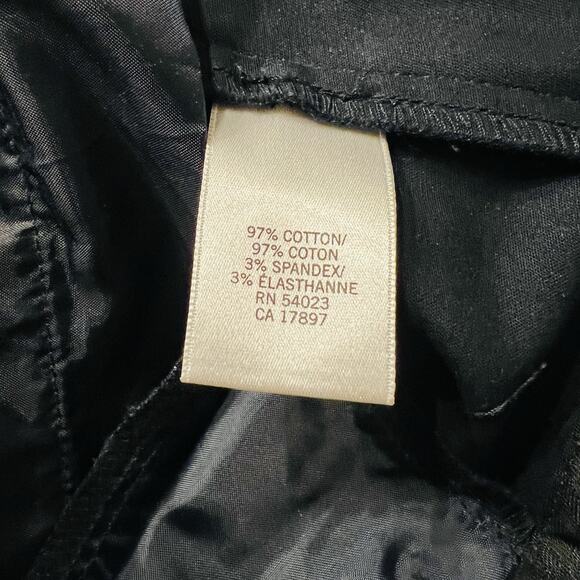 97% COTTON/
97% COTON
3% SPANDEX/
3% ÉLASTHANNE
RN 54023
CA 17897